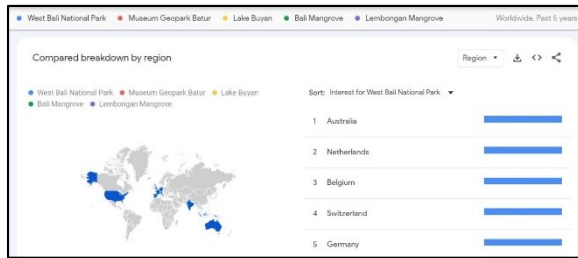 West Bali National Park Museum Geopark Batur Lake Buyan Bali Mangrove Lembongan Mangrove Worldwide, Past 5 years
Compared breakdown by region
Region
West Bali National Park Museum Geopark Batur Lake Buyan
Bali Mangrove Lembongan Mangrove
Sort: Interest for West Bali National Park
1 Australia
2 Netherlands
3 Belgium
4 Switzerland
5 Germany